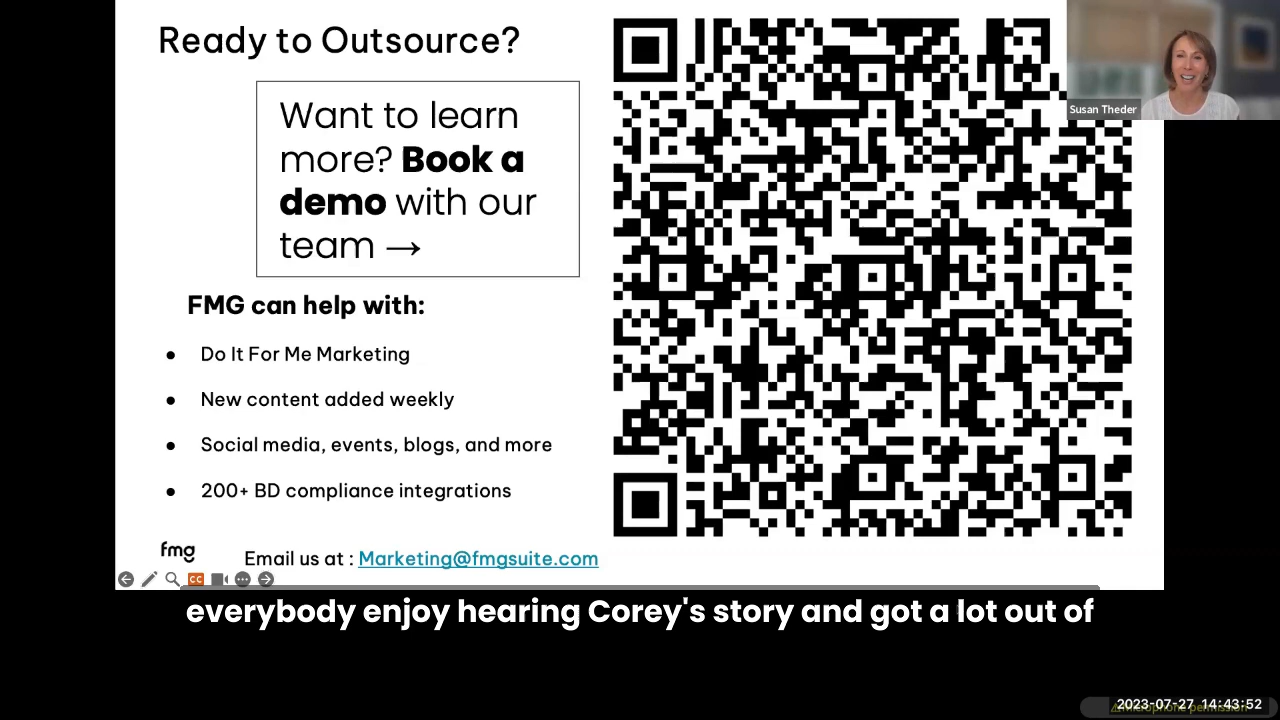 Ready to Outsource?
Want to learn
more? Book a
demo with our
team →
Susan Theder
FMG can help with:
● Do It For Me Marketing
● New content added weekly
● Social media, events, blogs, and more
● 200+ BD compliance integrations
fmg
Email us at : Marketing@fmgsuite.com
CC
everybody enjoy hearing Corey's story and got a lot out of
2023-07-27 14:43:52